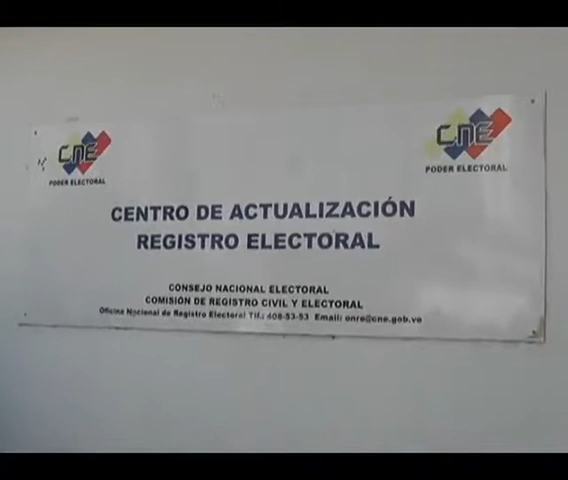 CNE
PODER ELECTORAL
CNE
PODER ELECTORAL
CENTRO DE ACTUALIZACIÓN
REGISTRO ELECTORAL
CONSEJO NACIONAL ELECTORAL
COMISIÓN DE REGISTRO CIVIL Y ELECTORAL
Oficina Nacional de Registro Electoral Tlf.: 408-53-53 Email: onre@cne.gob.ve